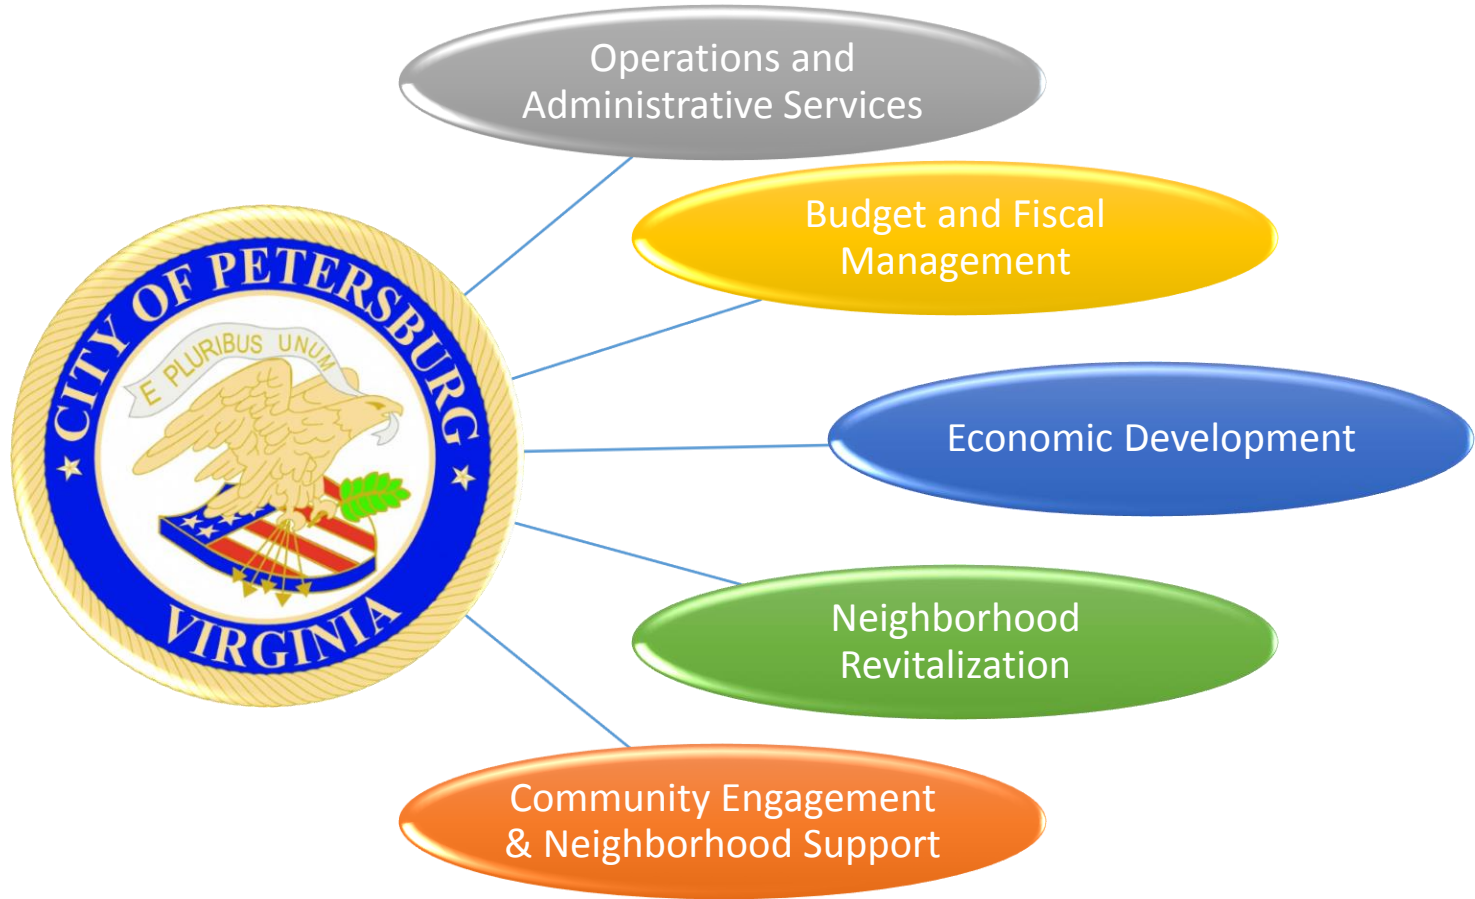 Operations and
Administrative Services
Budget and Fiscal
Management
CITY OF PETERSBURG
E PLURIBUS UNUM
VIRGINIA
Economic Development
Neighborhood
Revitalization
Community Engagement
& Neighborhood Support